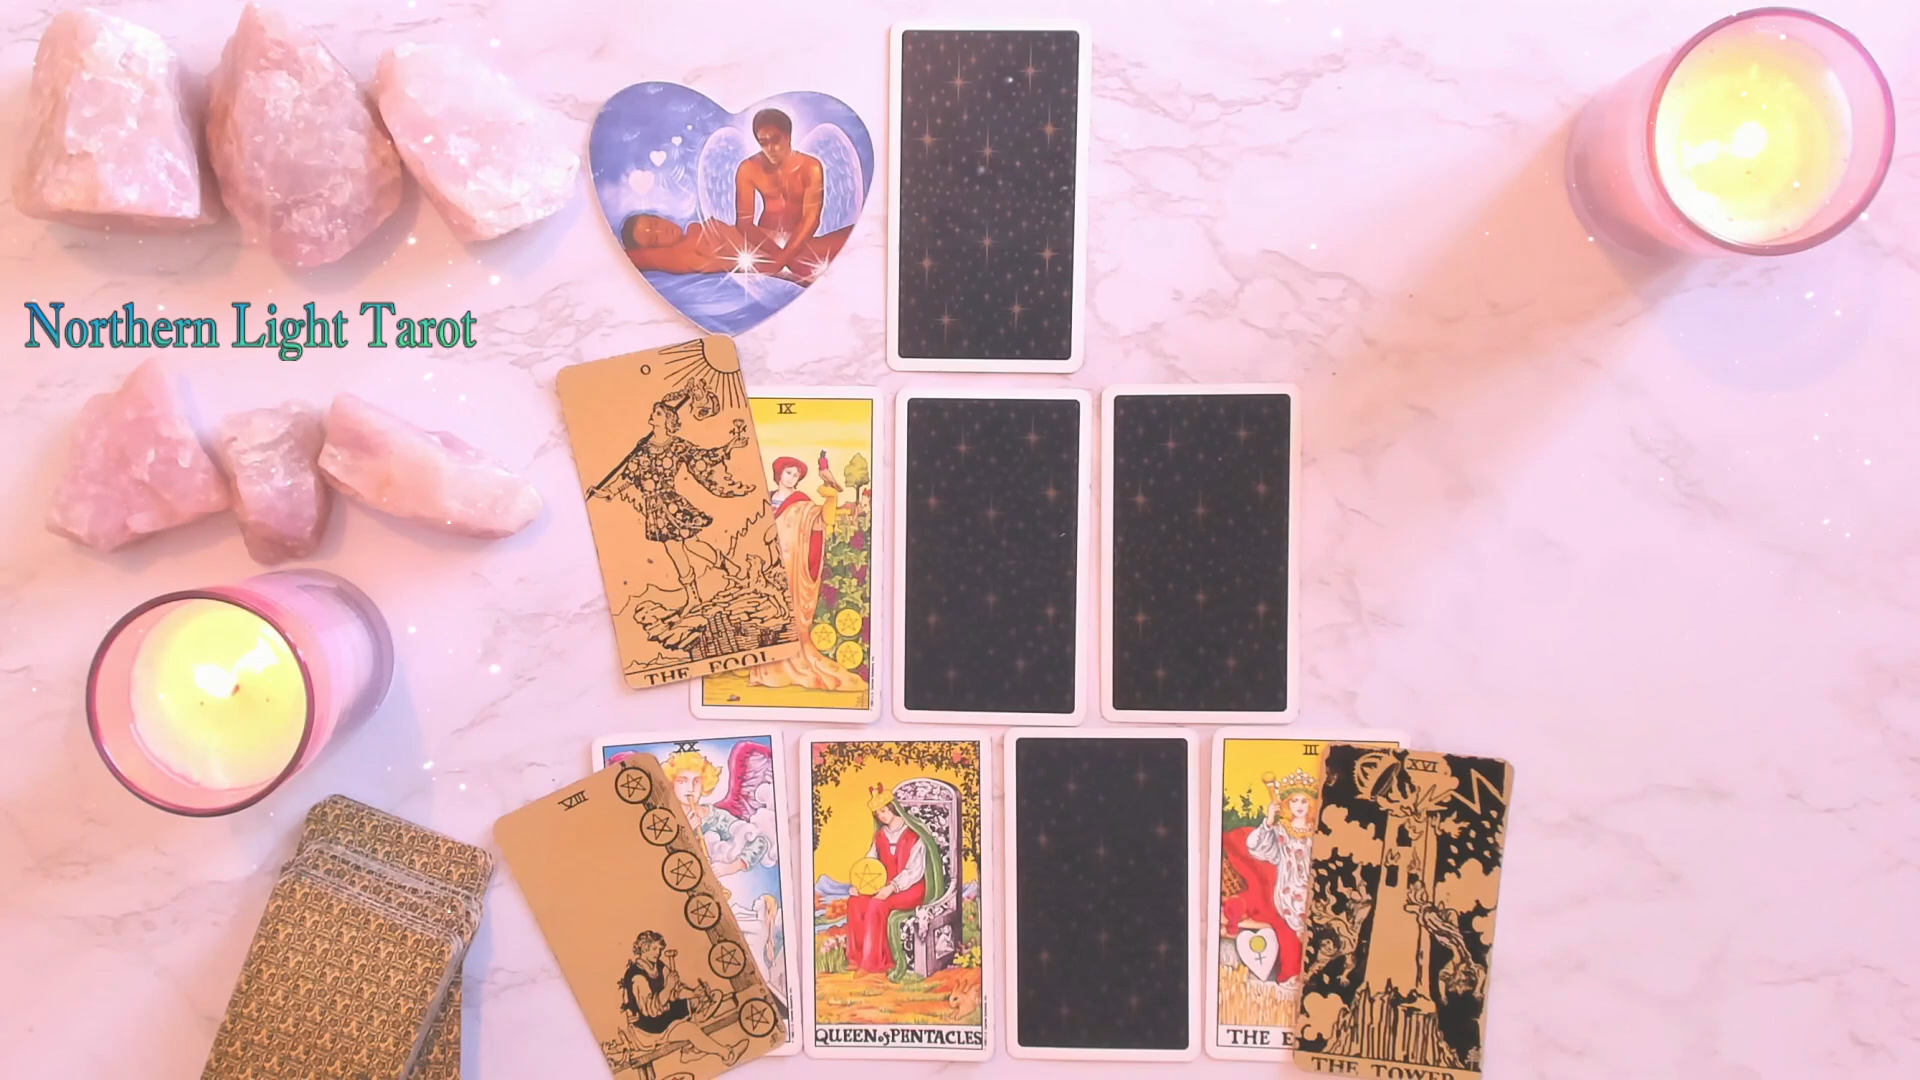 Northern Light Tarot
0
IX
THE FOOL
XX
III
XVI
VIII
QUEEN of PENTACLES
THE E
THE TOWER